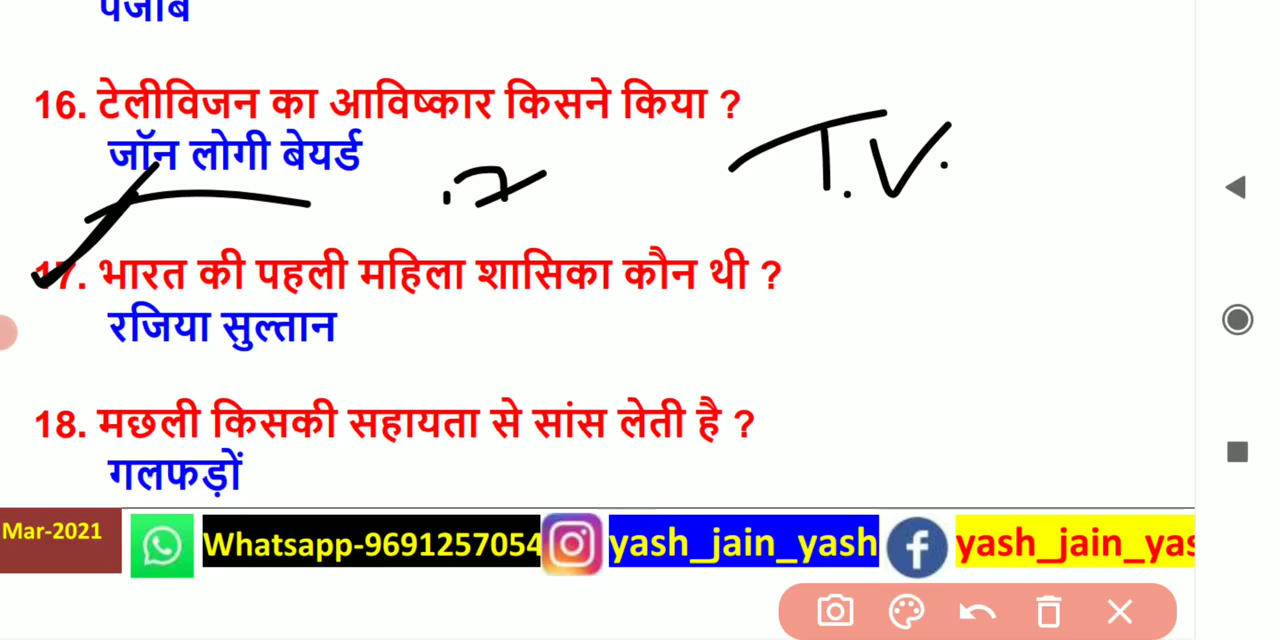 पंजाब
16. टेलीविजन का आविष्कार किसने किया ?
जॉन लोगी बेयर्ड
T.V.
17. भारत की पहली महिला शासिका कौन थी ?
रजिया सुल्तान
18. मछली किसकी सहायता से सांस लेती है ?
गलफड़ों
Mar-2021 Whatsapp-9691257054 yash_jain_yash yash_jain_yas